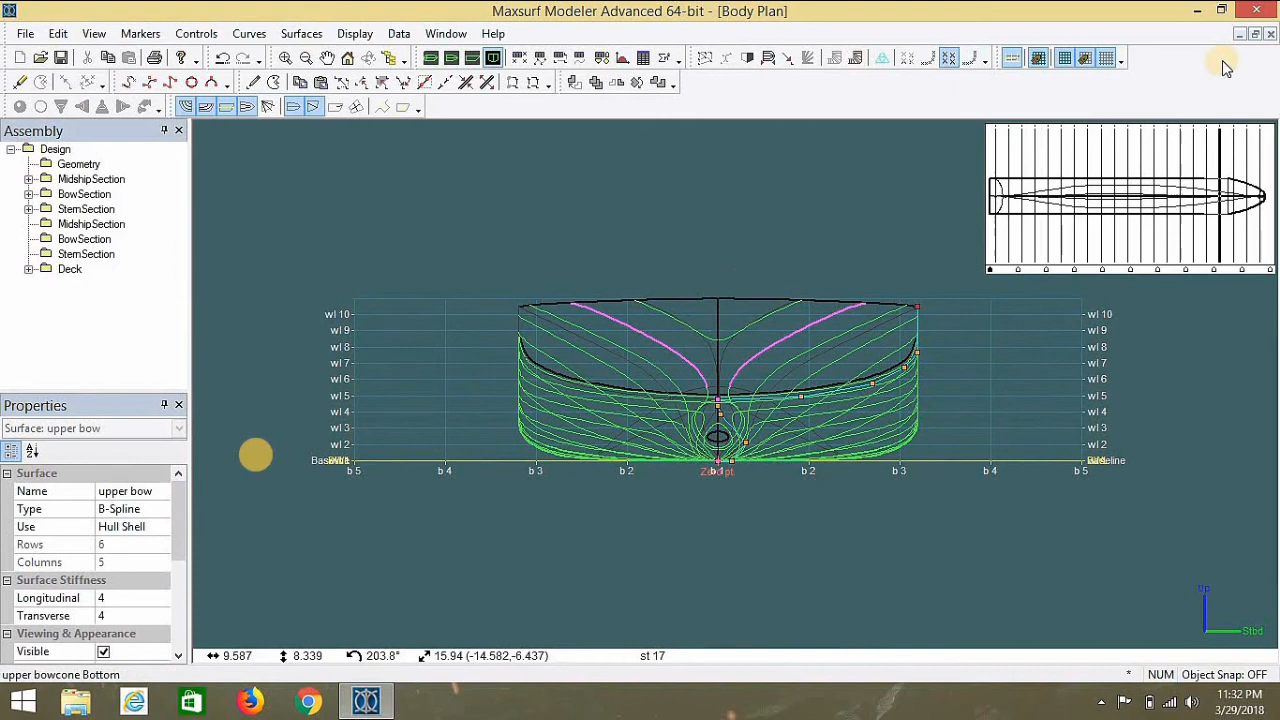 Maxsurf Modeler Advanced 64-bit - [Body Plan]
File Edit View Markers Controls Curves Surfaces Display Data Window Help
Assembly
Design
Geometry
MidshipSection
BowSection
StemSection
MidshipSection
BowSection
StemSection
Deck
Properties
Surface: upper bow
Surface
Name upper bow
Type B-Spline
Use Hull Shell
Rows 6
Columns 5
Surface Stiffness
Longitudinal 4
Transverse 4
Viewing & Appearance
Visible
wl 10 wl 10
wl 9 wl 9
wl 8 wl 8
wl 7 wl 7
wl 6 wl 6
wl 5 wl 5
wl 4 wl 4
wl 3 wl 3
wl 2 wl 2
b 5 b 4 b 3 b 2 b 1 b 2 b 3 b 4 b 5
Up
Stbd
9.587 8.339 203.8° 15.94 (-14.582,-6.437) st 17
upper bowcone Bottom * NUM Object Snap: OFF
11:32 PM
3/29/2018